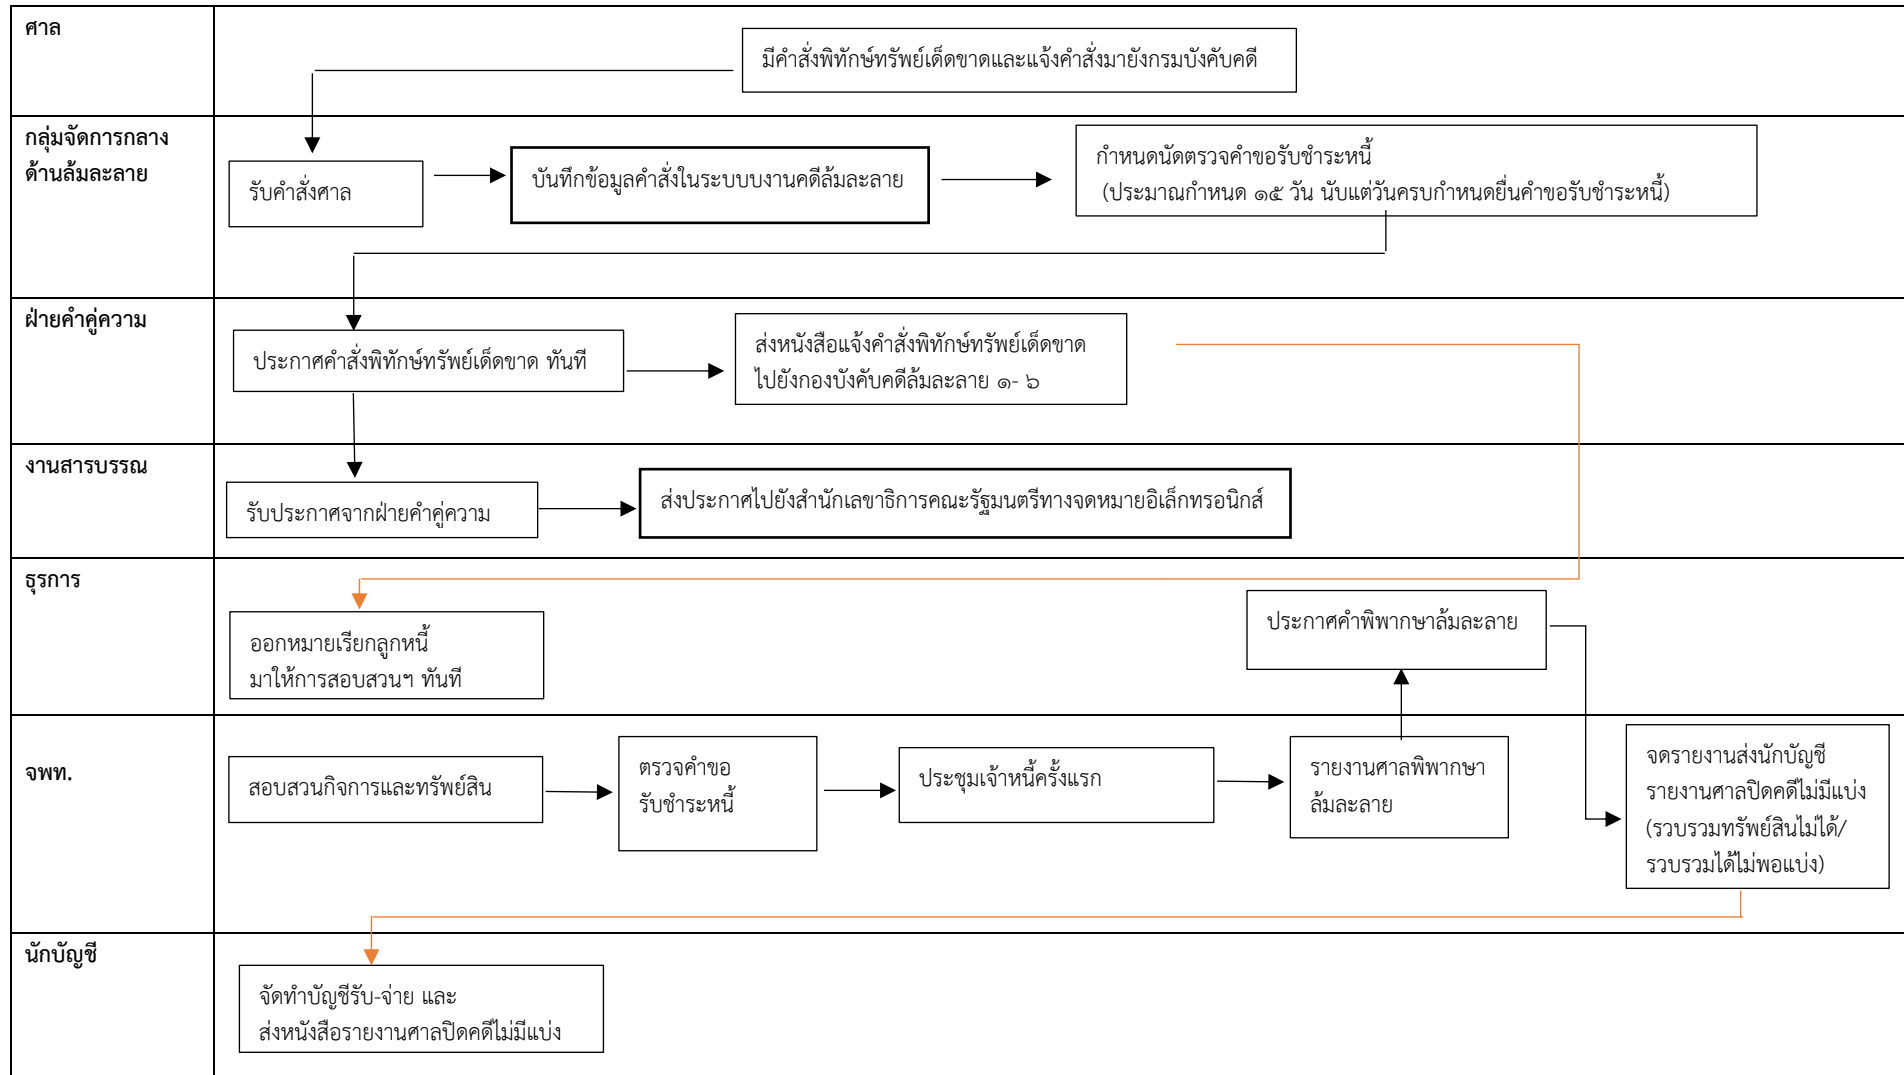 ศาล
มีคำสั่งพิทักษ์ทรัพย์เด็ดขาดและแจ้งคำสั่งมายังกรมบังคับคดี
กลุ่มจัดการกลาง
ด้านล้มละลาย
รับคำสั่งศาล
บันทึกข้อมูลคำสั่งในระบบบงานคดีล้มละลาย
กำหนดนัดตรวจคำขอรับชำระหนี้
(ประมาณกำหนด ๑๕ วัน นับแต่วันครบกำหนดยื่นคำขอรับชำระหนี้)
ฝ่ายคำคู่ความ
ประกาศคำสั่งพิทักษ์ทรัพย์เด็ดขาด ทันที
ส่งหนังสือแจ้งคำสั่งพิทักษ์ทรัพย์เด็ดขาด
ไปยังกองบังคับคดีล้มละลาย ๑- ๖
งานสารบรรณ
รับประกาศจากฝ่ายคำคู่ความ
ส่งประกาศไปยังสำนักเลขาธิการคณะรัฐมนตรีทางจดหมายอิเล็กทรอนิกส์
ธุรการ
ออกหมายเรียกลูกหนี้
มาให้การสอบสวนฯ ทันที
ประกาศคำพิพากษาล้มละลาย
จพท.
สอบสวนกิจการและทรัพย์สิน
ตรวจคำขอ
รับชำระหนี้
ประชุมเจ้าหนี้ครั้งแรก
รายงานศาลพิพากษา
ล้มละลาย
จดรายงานส่งนักบัญชี
รายงานศาลปิดคดีไม่มีแบ่ง
(รวบรวมทรัพย์สินไม่ได้/
รวบรวมได้ไม่พอแบ่ง)
นักบัญชี
จัดทำบัญชีรับ-จ่าย และ
ส่งหนังสือรายงานศาลปิดคดีไม่มีแบ่ง